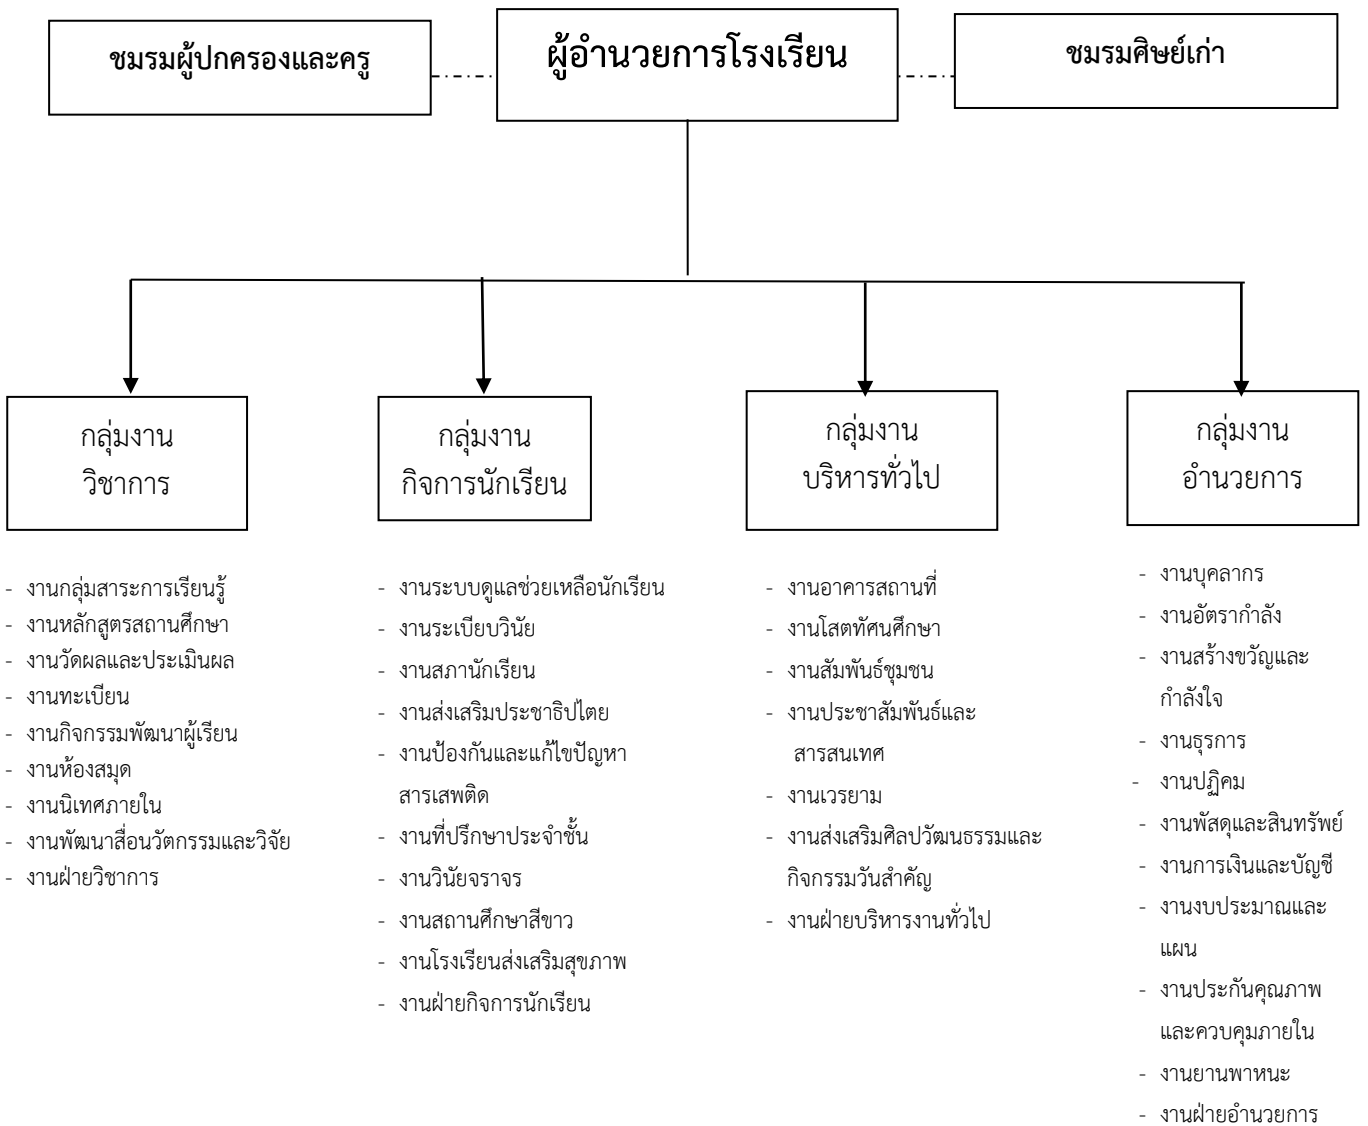 ชมรมผู้ปกครองและครู
ผู้อำนวยการโรงเรียน
ชมรมศิษย์เก่า
กลุ่มงาน
วิชาการ
กลุ่มงาน
กิจการนักเรียน
กลุ่มงาน
บริหารทั่วไป
กลุ่มงาน
อำนวยการ
- งานกลุ่มสาระการเรียนรู้
- งานหลักสูตรสถานศึกษา
- งานวัดผลและประเมินผล
- งานทะเบียน
- งานกิจกรรมพัฒนาผู้เรียน
- งานห้องสมุด
- งานนิเทศภายใน
- งานพัฒนาสื่อนวัตกรรมและวิจัย
- งานฝ่ายวิชาการ
- งานระบบดูแลช่วยเหลือนักเรียน
- งานระเบียบวินัย
- งานสภานักเรียน
- งานส่งเสริมประชาธิปไตย
- งานป้องกันและแก้ไขปัญหา
สารเสพติด
- งานที่ปรึกษาประจำชั้น
- งานวินัยจราจร
- งานสถานศึกษาสีขาว
- งานโรงเรียนส่งเสริมสุขภาพ
- งานฝ่ายกิจการนักเรียน
- งานอาคารสถานที่
- งานโสตทัศนศึกษา
- งานสัมพันธ์ชุมชน
- งานประชาสัมพันธ์และ
สารสนเทศ
- งานเวรยาม
- งานส่งเสริมศิลปวัฒนธรรมและ
กิจกรรมวันสำคัญ
- งานฝ่ายบริหารงานทั่วไป
- งานบุคลากร
- งานอัตรากำลัง
- งานสร้างขวัญและ
กำลังใจ
- งานธุรการ
- งานปฏิคม
- งานพัสดุและสินทรัพย์
- งานการเงินและบัญชี
- งานงบประมาณและ
แผน
- งานประกันคุณภาพ
และควบคุมภายใน
- งานยานพาหนะ
- งานฝ่ายอำนวยการ